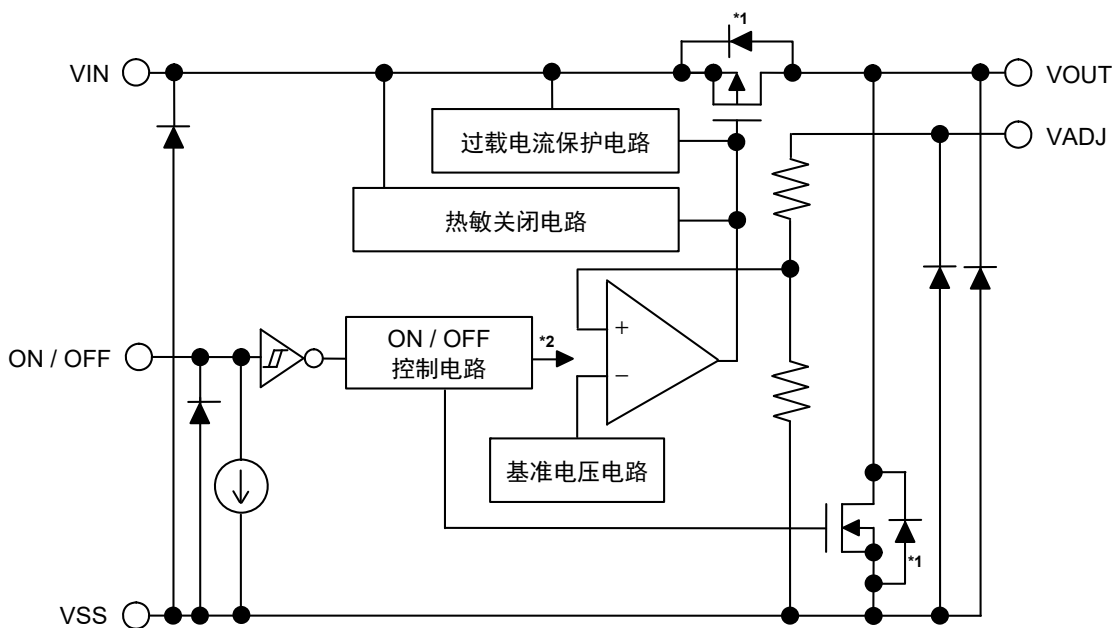 *1
VIN
VOUT
过载电流保护电路
VADJ
热敏关闭电路
ON / OFF
ON / OFF
控制电路
*2
+
−
基准电压电路
*1
VSS